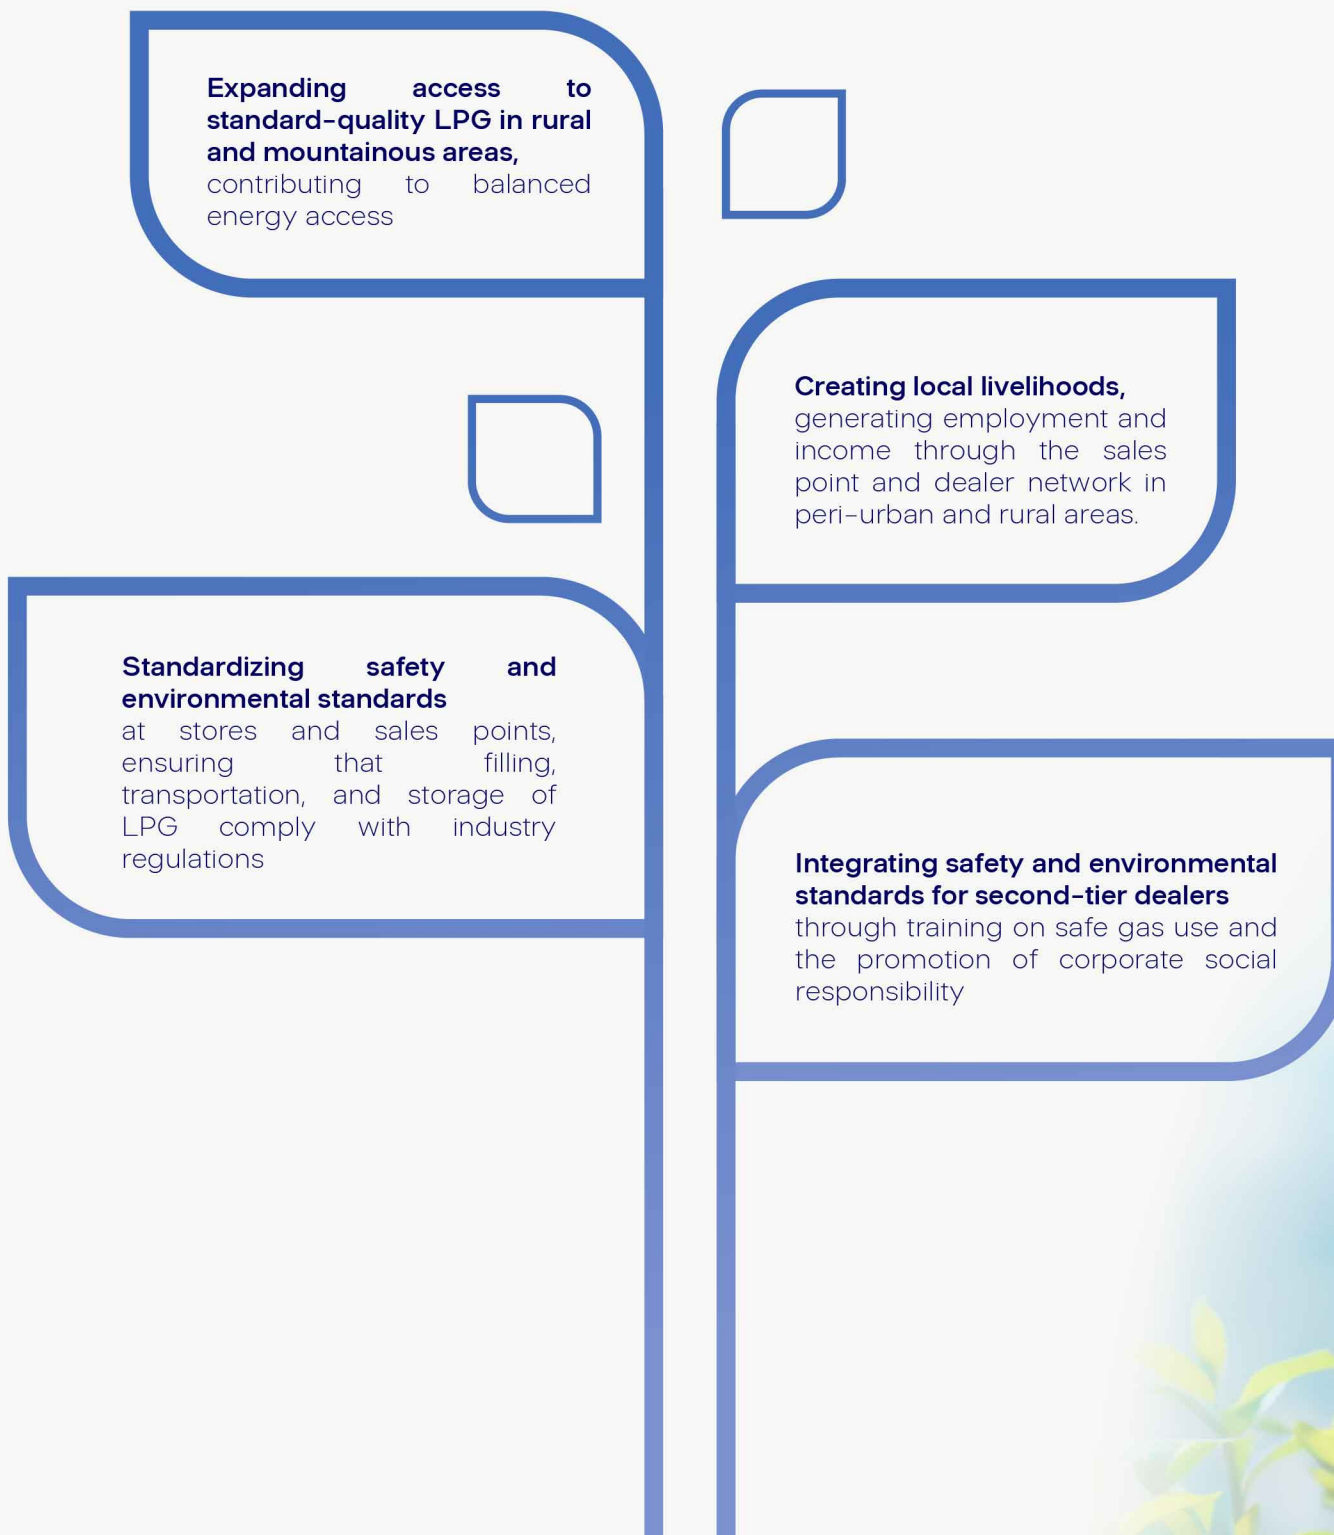 Expanding access to
standard-quality LPG in rural
and mountainous areas,
contributing to balanced
energy access
Creating local livelihoods,
generating employment and
income through the sales
point and dealer network in
peri-urban and rural areas.
Standardizing safety and
environmental standards
at stores and sales points,
ensuring that filling,
transportation, and storage of
LPG comply with industry
regulations
Integrating safety and environmental
standards for second-tier dealers
through training on safe gas use and
the promotion of corporate social
responsibility